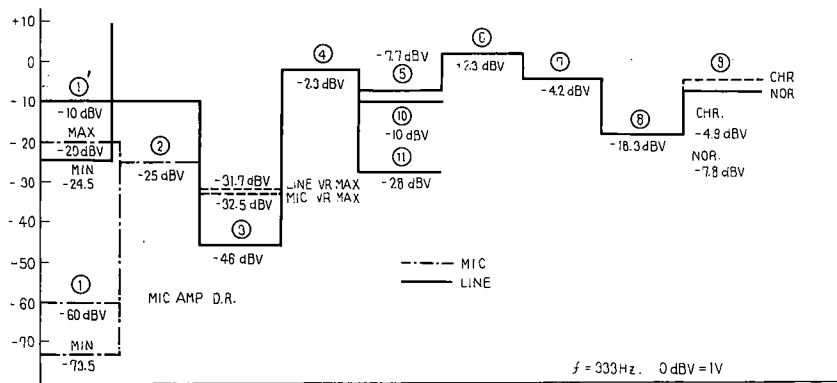 +10
0
-10
-20
-30
-40
-50
-60
-70
①'
-10 dBV
MAX
-20 dBV
MIN
-24.5
①
-60 dBV
MIN
-73.5
②
-25 dBV
MIC AMP D.R.
-31.7 dBV
LINE VR MAX
-32.5 dBV
MIC VR MAX
③
-46 dBV
④
-2.3 dBV
-7.7 dBV
⑤
⑩
-10 dBV
⑪
-28 dBV
⑥
+2.3 dBV
⑦
-4.2 dBV
⑧
-18.3 dBV
⑨
CHR
NOR
CHR.
-4.9 dBV
NOR.
-7.8 dBV
MIC
LINE
f = 333Hz. 0 dBV = 1V